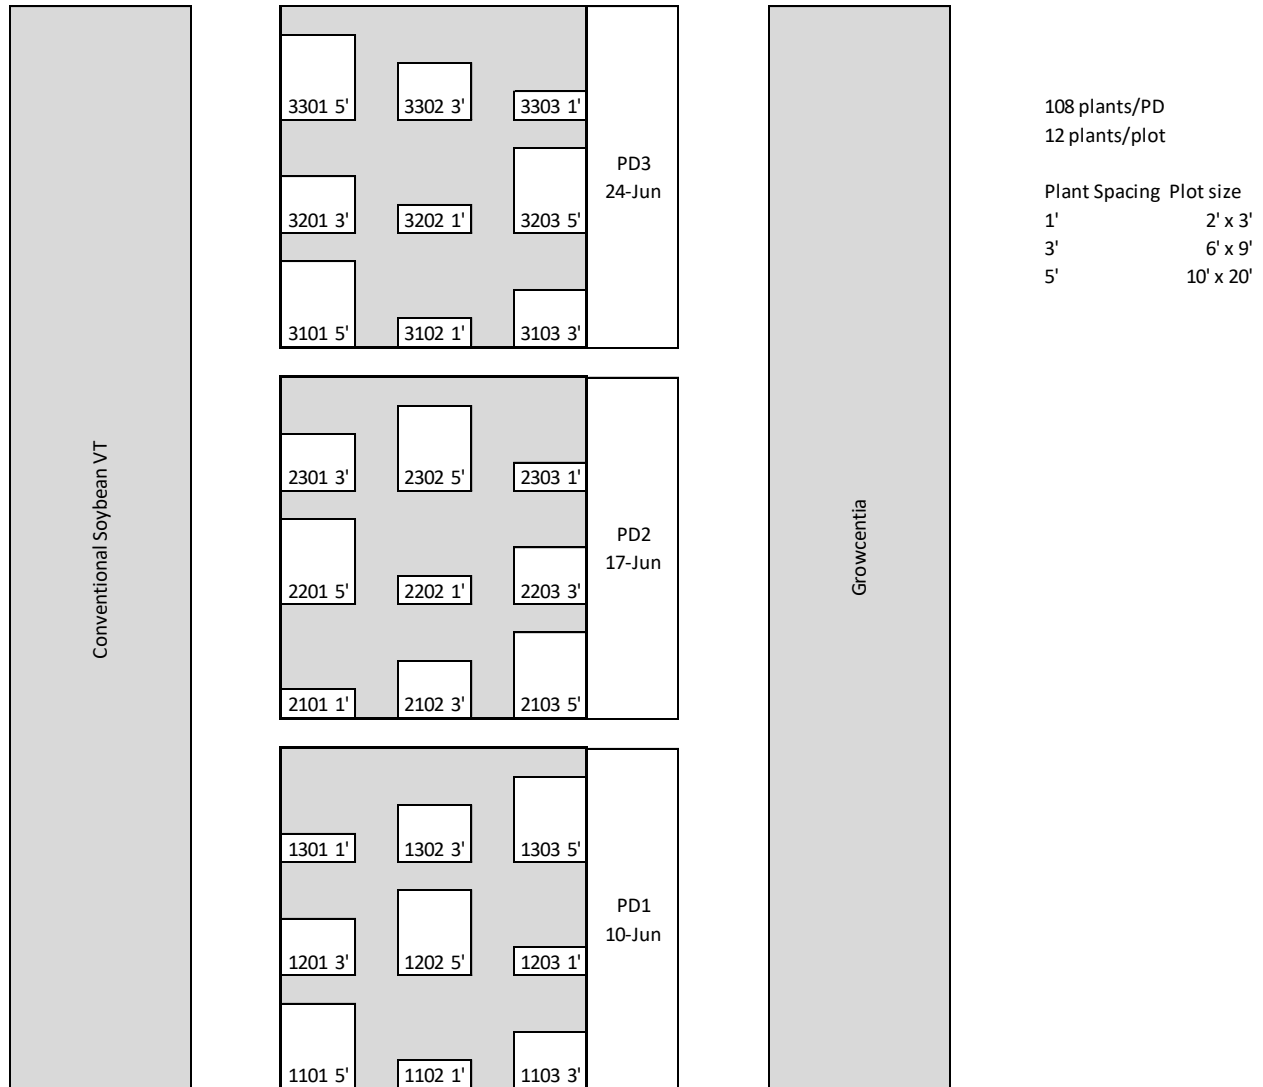 3301 5' 3302 3' 3303 1'
3201 3' 3202 1' 3203 5'
3101 5' 3102 1' 3103 3'
PD3
24-Jun
2301 3' 2302 5' 2303 1'
2201 5' 2202 1' 2203 3'
2101 1' 2102 3' 2103 5'
PD2
17-Jun
1301 1' 1302 3' 1303 5'
1201 3' 1202 5' 1203 1'
1101 5' 1102 1' 1103 3'
PD1
10-Jun
Conventional Soybean VT
Growcentia
108 plants/PD
12 plants/plot
Plant Spacing Plot size
1' 2' x 3'
3' 6' x 9'
5' 10' x 20'